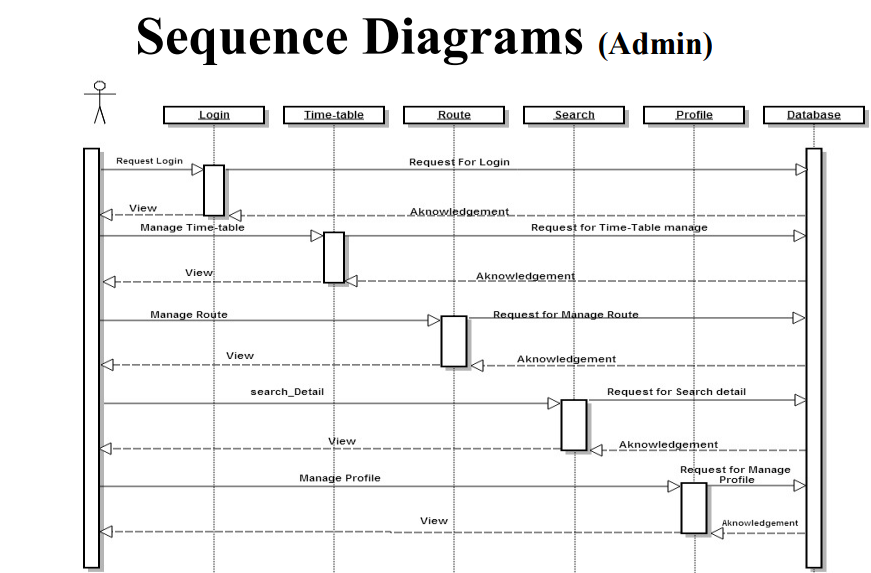 Sequence Diagrams (Admin)
Login
Time-table
Route
Search
Profile
Database
Request Login
Request For Login
View
Aknowledgement
Manage Time-table
Request for Time-Table manage
View
Aknowledgement
Manage Route
Request for Manage Route
View
Aknowledgement
search_Detail
Request for Search detail
View
Aknowledgement
Manage Profile
Request for Manage
Profile
View
Aknowledgement